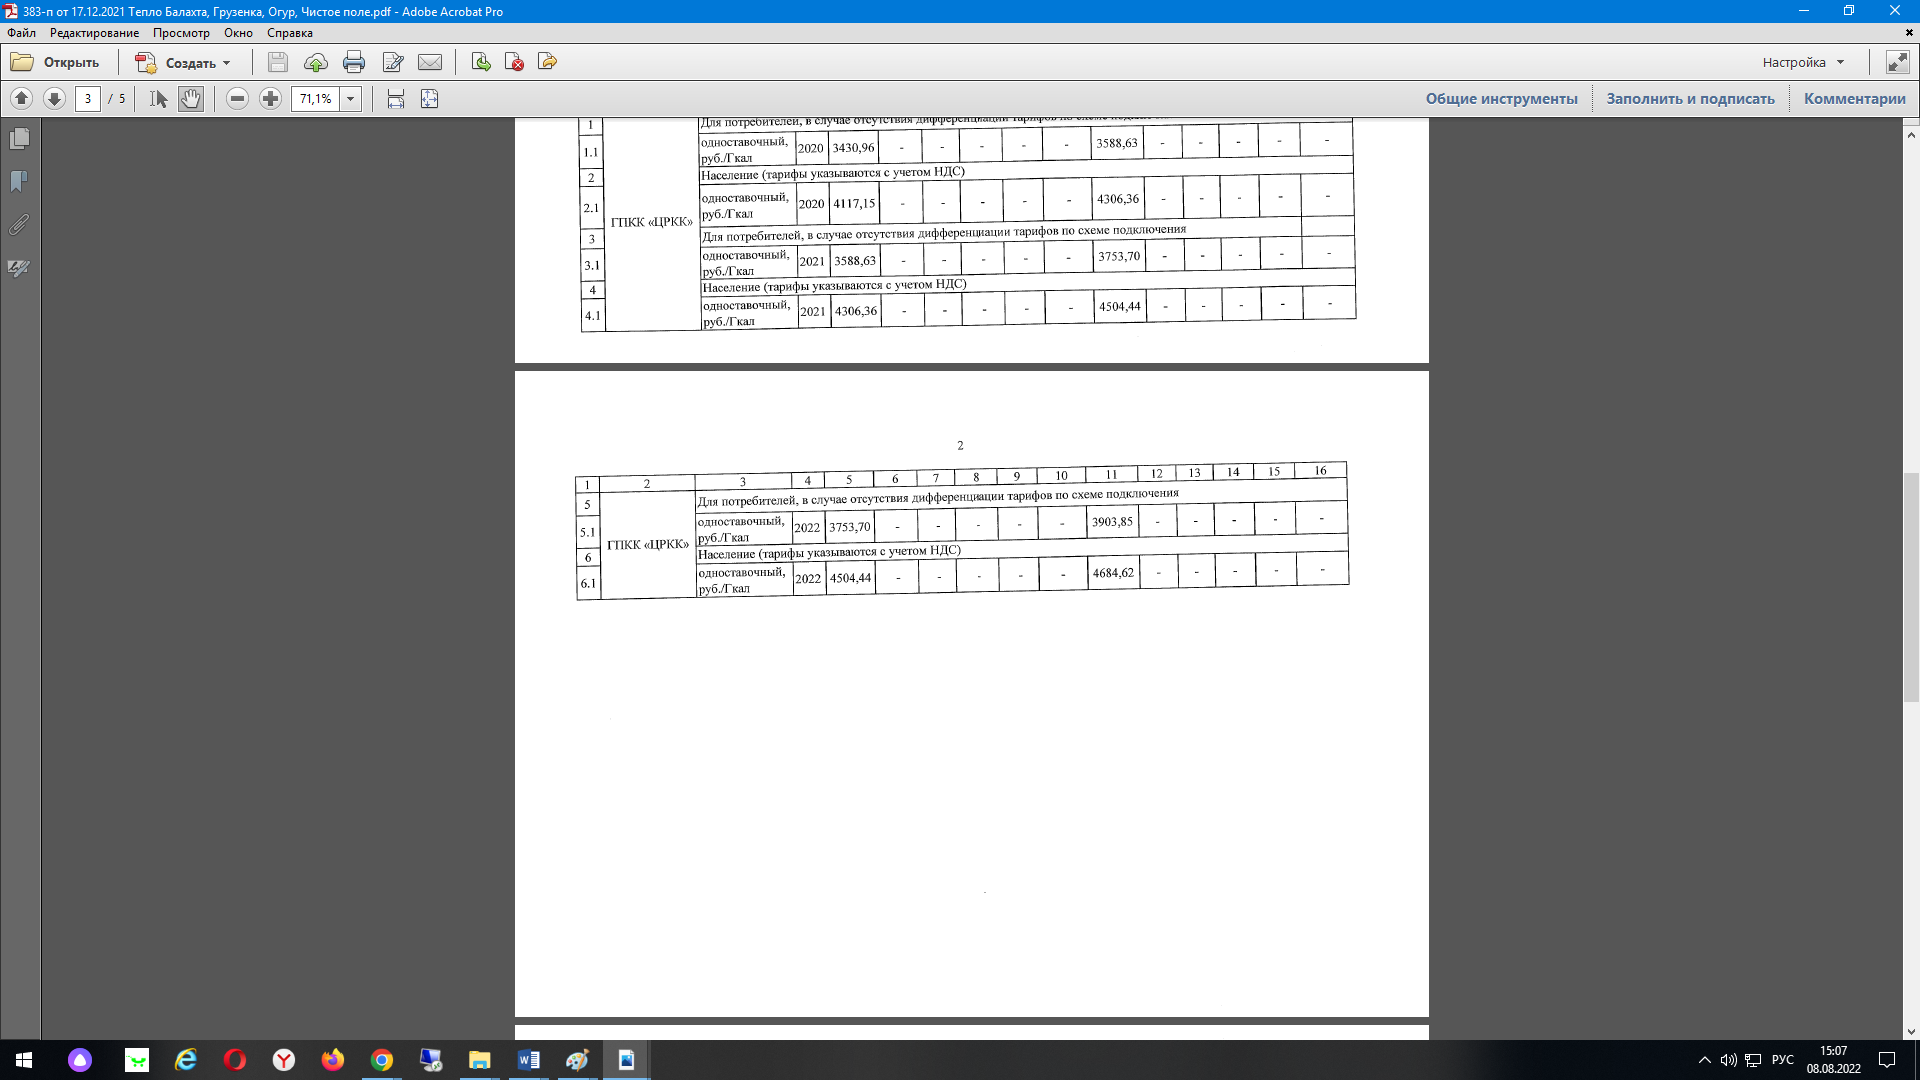 383-п от 17.12.2021 Тепло Балахта, Грузенка, Огур, Чистое поле.pdf - Adobe Acrobat Pro
Файл Редактирование Просмотр Окно Справка
Открыть Создать Настройка
3 / 5 71,1% Общие инструменты Заполнить и подписать Комментарии
1 Для потребителей, в случае отсутствия дифференциации тарифов по схеме
1.1 одноставочный, руб./Гкал 2020 3430,96 - - - - - 3588,63 - - - - -
2 Население (тарифы указываются с учетом НДС)
2.1 одноставочный, руб./Гкал 2020 4117,15 - - - - - 4306,36 - - - - -
ГПКК «ЦРКК»
3 Для потребителей, в случае отсутствия дифференциации тарифов по схеме подключения
3.1 одноставочный, руб./Гкал 2021 3588,63 - - - - - 3753,70 - - - - -
4 Население (тарифы указываются с учетом НДС)
4.1 одноставочный, руб./Гкал 2021 4306,36 - - - - - 4504,44 - - - - -
2
1 2 3 4 5 6 7 8 9 10 11 12 13 14 15 16
5 Для потребителей, в случае отсутствия дифференциации тарифов по схеме подключения
5.1 одноставочный, руб./Гкал 2022 3753,70 - - - - - 3903,85 - - - - -
ГПКК «ЦРКК»
6 Население (тарифы указываются с учетом НДС)
6.1 одноставочный, руб./Гкал 2022 4504,44 - - - - - 4684,62 - - - - -
РУС 15:07
08.08.2022